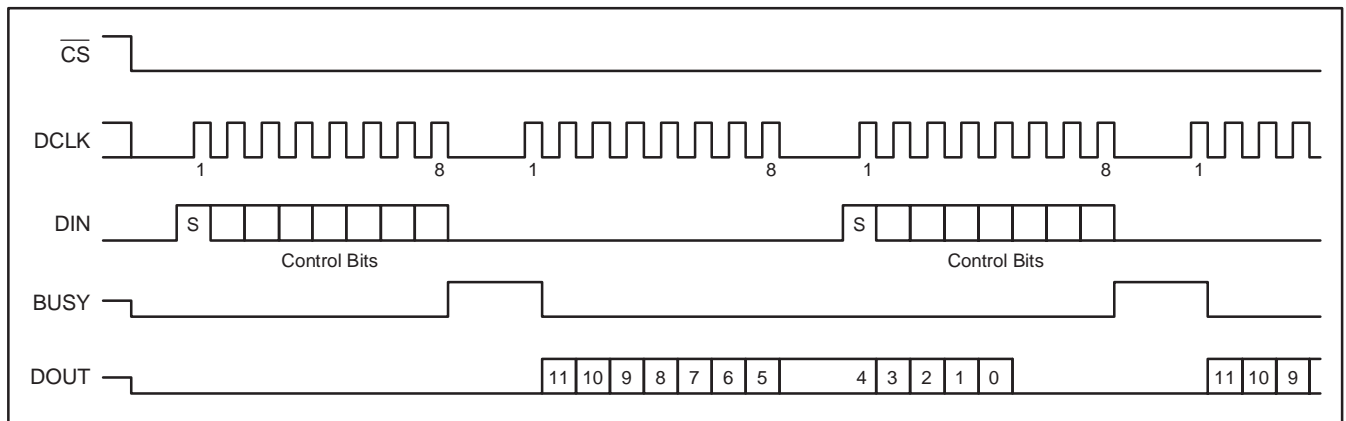 CS
DCLK
1 8 1 8 1 8 1
DIN
S S
Control Bits Control Bits
BUSY
DOUT
11 10 9 8 7 6 5 4 3 2 1 0 11 10 9